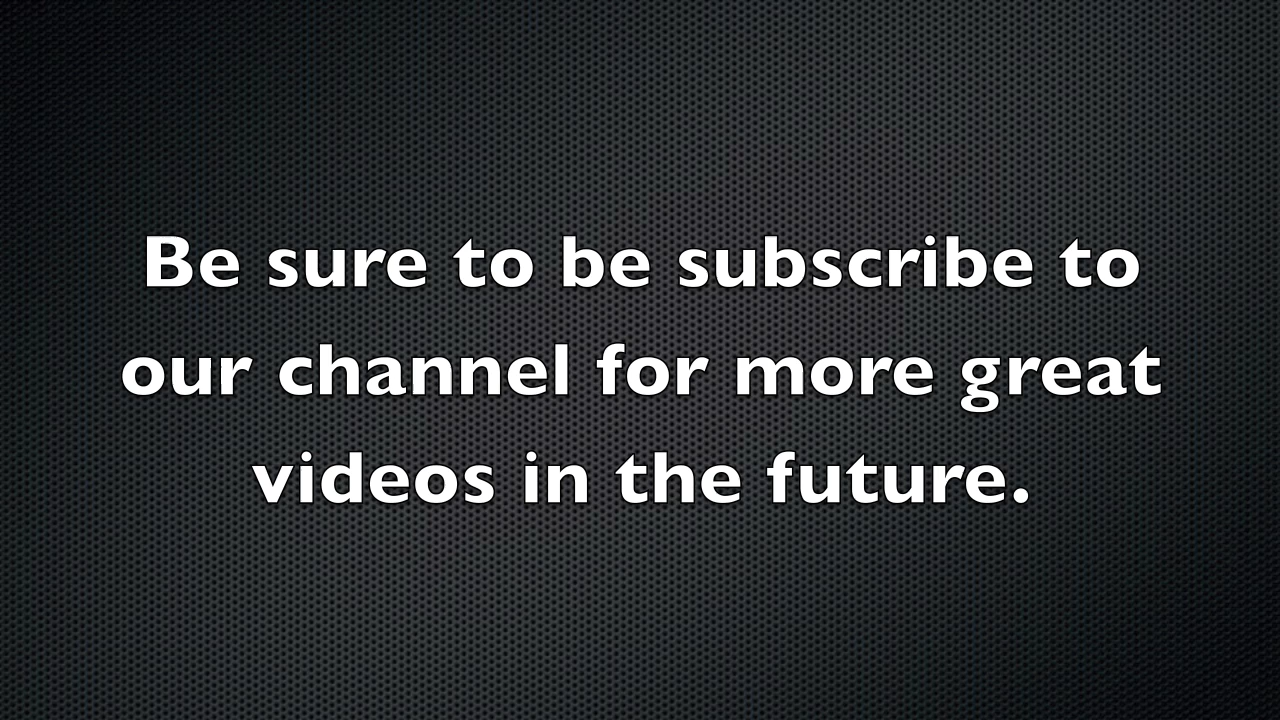 Be sure to be subscribe to
our channel for more great
videos in the future.